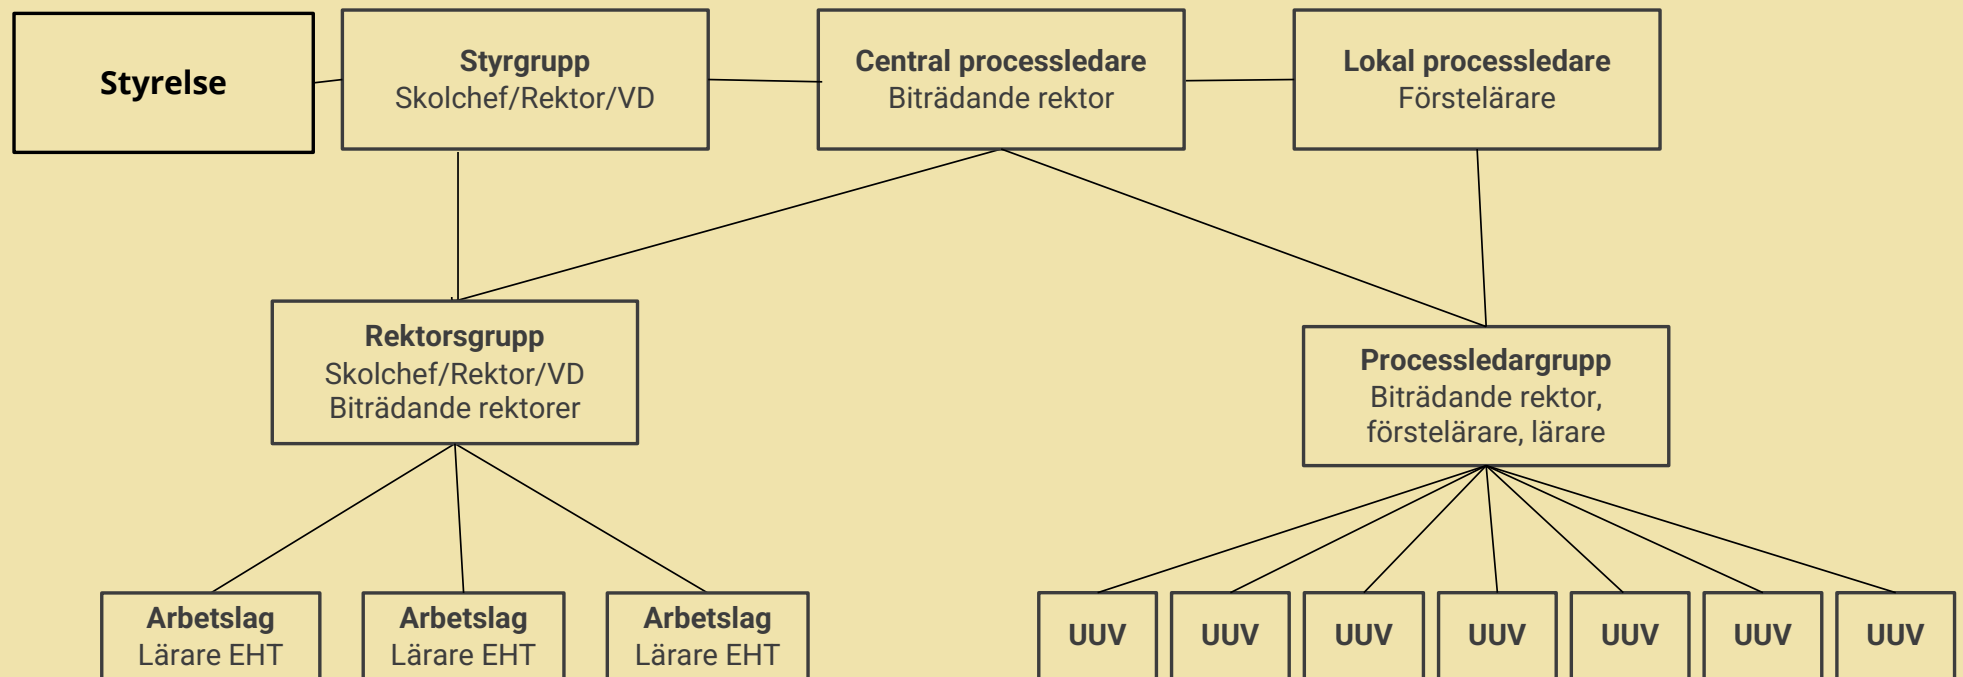 Styrelse
Styrgrupp
Skolchef/Rektor/VD
Central processledare
Biträdande rektor
Lokal processledare
Förstelärare
Rektorsgrupp
Skolchef/Rektor/VD
Biträdande rektorer
Processledargrupp
Biträdande rektor,
förstelärare, lärare
Arbetslag
Lärare EHT
Arbetslag
Lärare EHT
Arbetslag
Lärare EHT
UUV
UUV
UUV
UUV
UUV
UUV
UUV